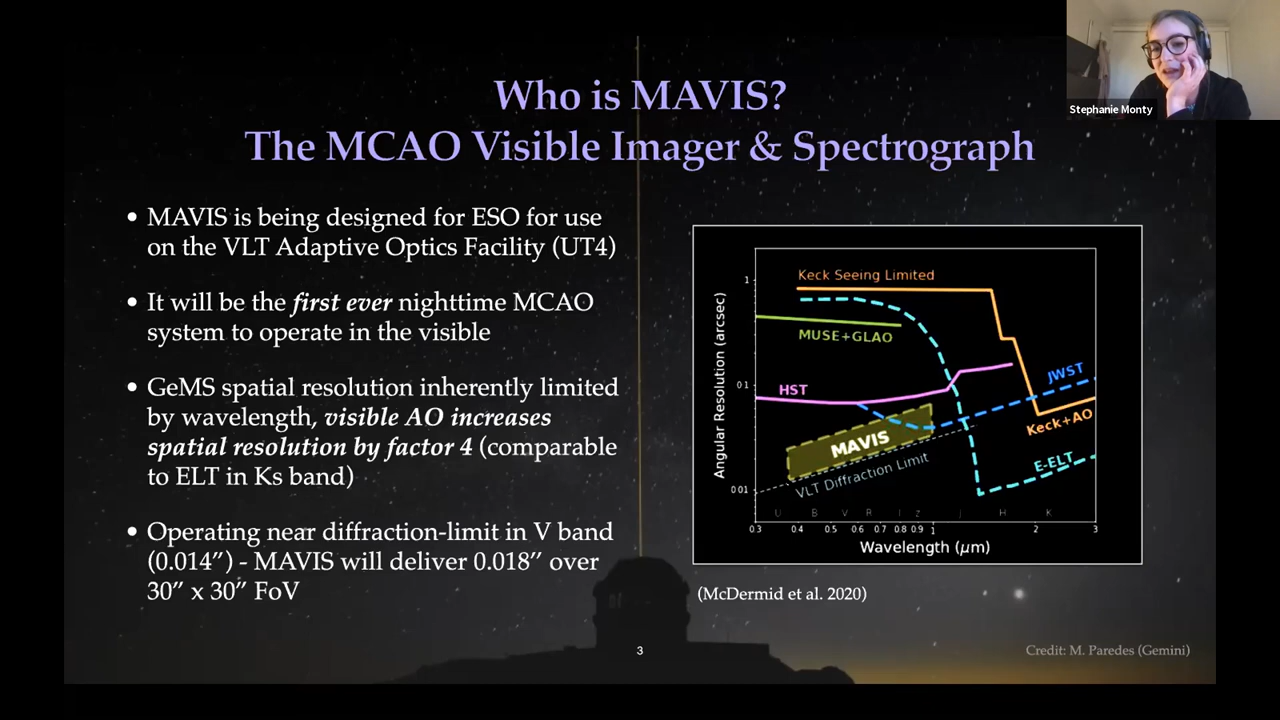 Stephanie Monty
Who is MAVIS?
The MCAO Visible Imager & Spectrograph
• MAVIS is being designed for ESO for use
on the VLT Adaptive Optics Facility (UT4)
• It will be the first ever nighttime MCAO
system to operate in the visible
• GeMS spatial resolution inherently limited
by wavelength, visible AO increases
spatial resolution by factor 4 (comparable
to ELT in Ks band)
• Operating near diffraction-limit in V band
(0.014”) - MAVIS will deliver 0.018’’ over
30” x 30” FoV
Angular Resolution (arcsec)
1
0.1
0.01
Keck Seeing Limited
MUSE+GLAO
HST
JWST
MAVIS
Keck+AO
VLT Diffraction Limit
E-ELT
U B V R I z J H K
0.3 0.4 0.5 0.6 0.7 0.8 0.9 1 2 3
Wavelength (μm)
(McDermid et al. 2020)
3
Credit: M. Paredes (Gemini)